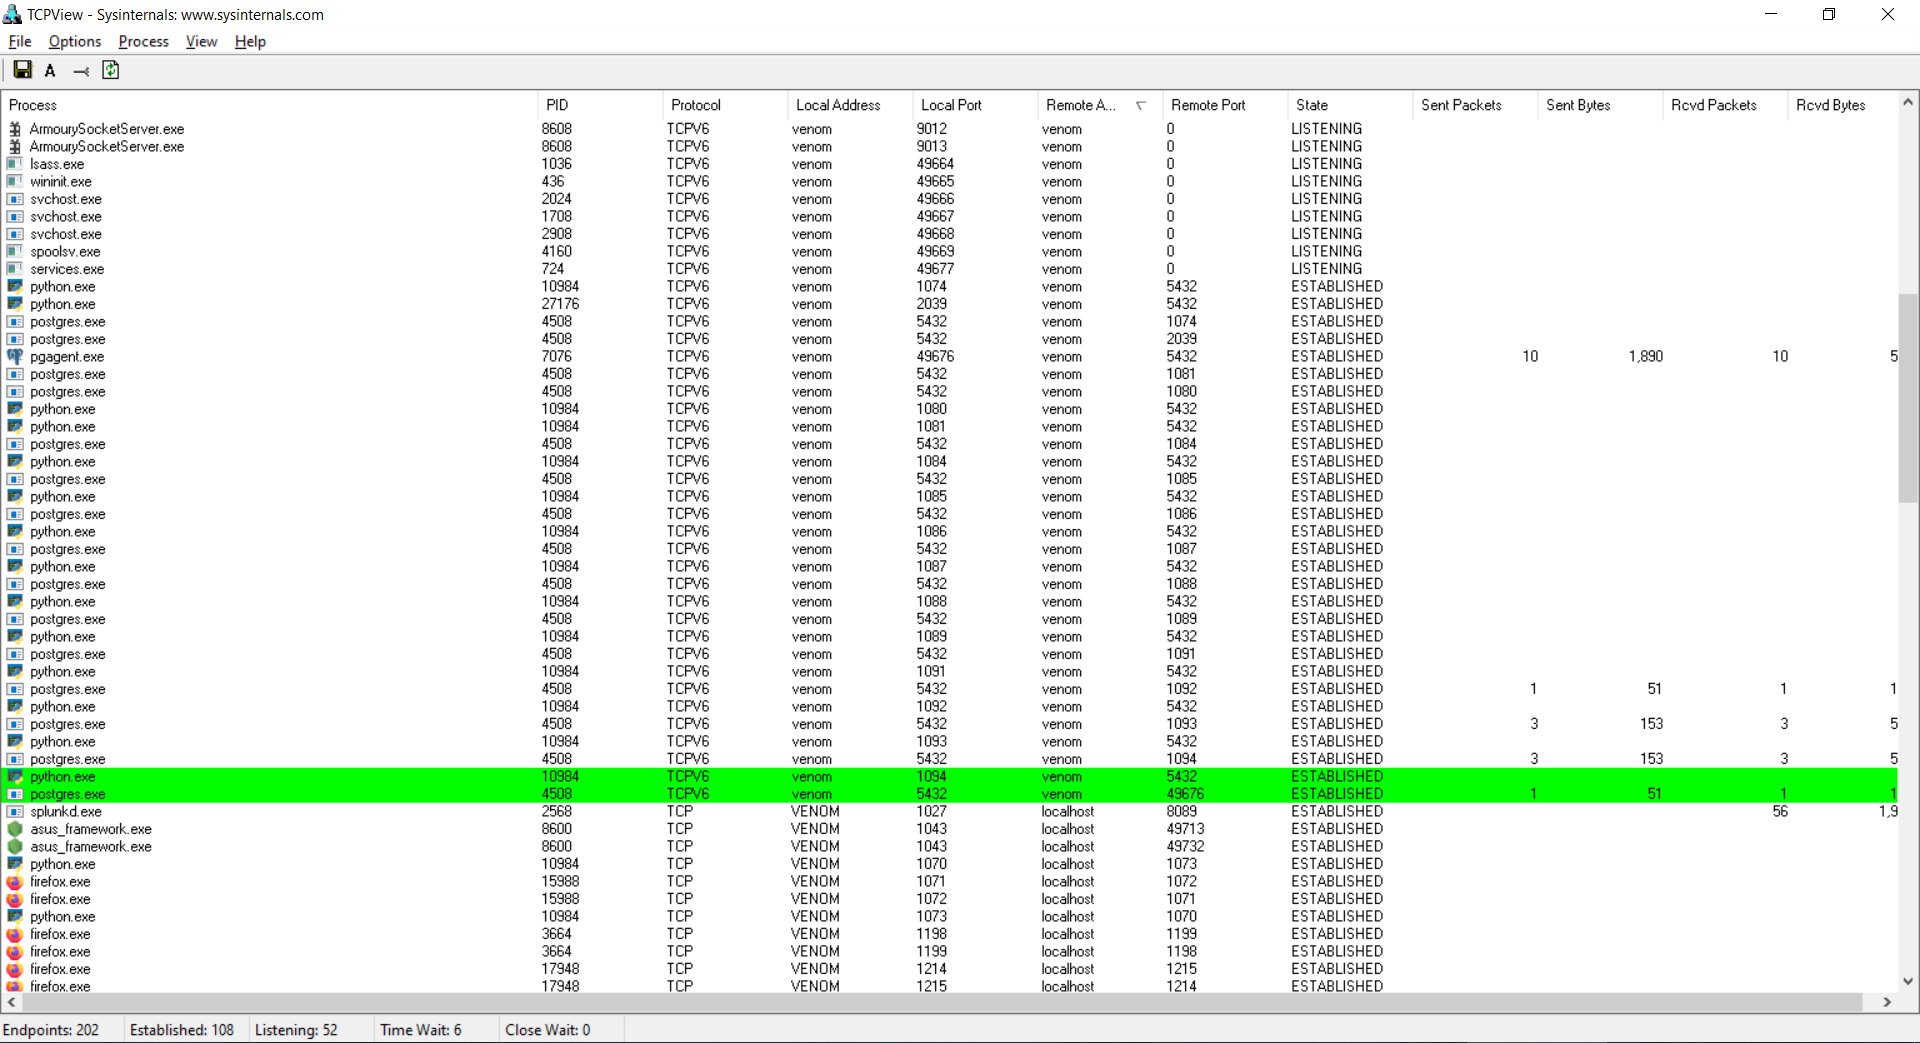 TCPView - Sysinternals: www.sysinternals.com
File Options Process View Help
A
Process PID Protocol Local Address Local Port Remote A... Remote Port State Sent Packets Sent Bytes Rcvd Packets Rcvd Bytes
ArmourySocketServer.exe 8608 TCPV6 venom 9012 venom 0 LISTENING
ArmourySocketServer.exe 8608 TCPV6 venom 9013 venom 0 LISTENING
lsass.exe 1036 TCPV6 venom 49664 venom 0 LISTENING
wininit.exe 436 TCPV6 venom 49665 venom 0 LISTENING
svchost.exe 2024 TCPV6 venom 49666 venom 0 LISTENING
svchost.exe 1708 TCPV6 venom 49667 venom 0 LISTENING
svchost.exe 2908 TCPV6 venom 49668 venom 0 LISTENING
spoolsv.exe 4160 TCPV6 venom 49669 venom 0 LISTENING
services.exe 724 TCPV6 venom 49677 venom 0 LISTENING
python.exe 10984 TCPV6 venom 1074 venom 5432 ESTABLISHED
python.exe 27176 TCPV6 venom 2039 venom 5432 ESTABLISHED
postgres.exe 4508 TCPV6 venom 5432 venom 1074 ESTABLISHED
postgres.exe 4508 TCPV6 venom 5432 venom 2039 ESTABLISHED
pgagent.exe 7076 TCPV6 venom 49676 venom 5432 ESTABLISHED 10 1,890 10 5
postgres.exe 4508 TCPV6 venom 5432 venom 1081 ESTABLISHED
postgres.exe 4508 TCPV6 venom 5432 venom 1080 ESTABLISHED
python.exe 10984 TCPV6 venom 1080 venom 5432 ESTABLISHED
python.exe 10984 TCPV6 venom 1081 venom 5432 ESTABLISHED
postgres.exe 4508 TCPV6 venom 5432 venom 1084 ESTABLISHED
python.exe 10984 TCPV6 venom 1084 venom 5432 ESTABLISHED
postgres.exe 4508 TCPV6 venom 5432 venom 1085 ESTABLISHED
python.exe 10984 TCPV6 venom 1085 venom 5432 ESTABLISHED
postgres.exe 4508 TCPV6 venom 5432 venom 1086 ESTABLISHED
python.exe 10984 TCPV6 venom 1086 venom 5432 ESTABLISHED
postgres.exe 4508 TCPV6 venom 5432 venom 1087 ESTABLISHED
python.exe 10984 TCPV6 venom 1087 venom 5432 ESTABLISHED
postgres.exe 4508 TCPV6 venom 5432 venom 1088 ESTABLISHED
python.exe 10984 TCPV6 venom 1088 venom 5432 ESTABLISHED
postgres.exe 4508 TCPV6 venom 5432 venom 1089 ESTABLISHED
python.exe 10984 TCPV6 venom 1089 venom 5432 ESTABLISHED
postgres.exe 4508 TCPV6 venom 5432 venom 1091 ESTABLISHED
python.exe 10984 TCPV6 venom 1091 venom 5432 ESTABLISHED
postgres.exe 4508 TCPV6 venom 5432 venom 1092 ESTABLISHED 1 51 1 1
python.exe 10984 TCPV6 venom 1092 venom 5432 ESTABLISHED
postgres.exe 4508 TCPV6 venom 5432 venom 1093 ESTABLISHED 3 153 3 5
python.exe 10984 TCPV6 venom 1093 venom 5432 ESTABLISHED
postgres.exe 4508 TCPV6 venom 5432 venom 1094 ESTABLISHED 3 153 3 5
python.exe 10984 TCPV6 venom 1094 venom 5432 ESTABLISHED
postgres.exe 4508 TCPV6 venom 5432 venom 49676 ESTABLISHED 1 51 1 1
splunkd.exe 2568 TCP VENOM 1027 localhost 8089 ESTABLISHED 56 1,9
asus_framework.exe 8600 TCP VENOM 1043 localhost 49713 ESTABLISHED
asus_framework.exe 8600 TCP VENOM 1043 localhost 49732 ESTABLISHED
python.exe 10984 TCP VENOM 1070 localhost 1073 ESTABLISHED
firefox.exe 15988 TCP VENOM 1071 localhost 1072 ESTABLISHED
firefox.exe 15988 TCP VENOM 1072 localhost 1071 ESTABLISHED
python.exe 10984 TCP VENOM 1073 localhost 1070 ESTABLISHED
firefox.exe 3664 TCP VENOM 1198 localhost 1199 ESTABLISHED
firefox.exe 3664 TCP VENOM 1199 localhost 1198 ESTABLISHED
firefox.exe 17948 TCP VENOM 1214 localhost 1215 ESTABLISHED
firefox.exe 17948 TCP VENOM 1215 localhost 1214 ESTABLISHED
Endpoints: 202 Established: 108 Listening: 52 Time Wait: 6 Close Wait: 0